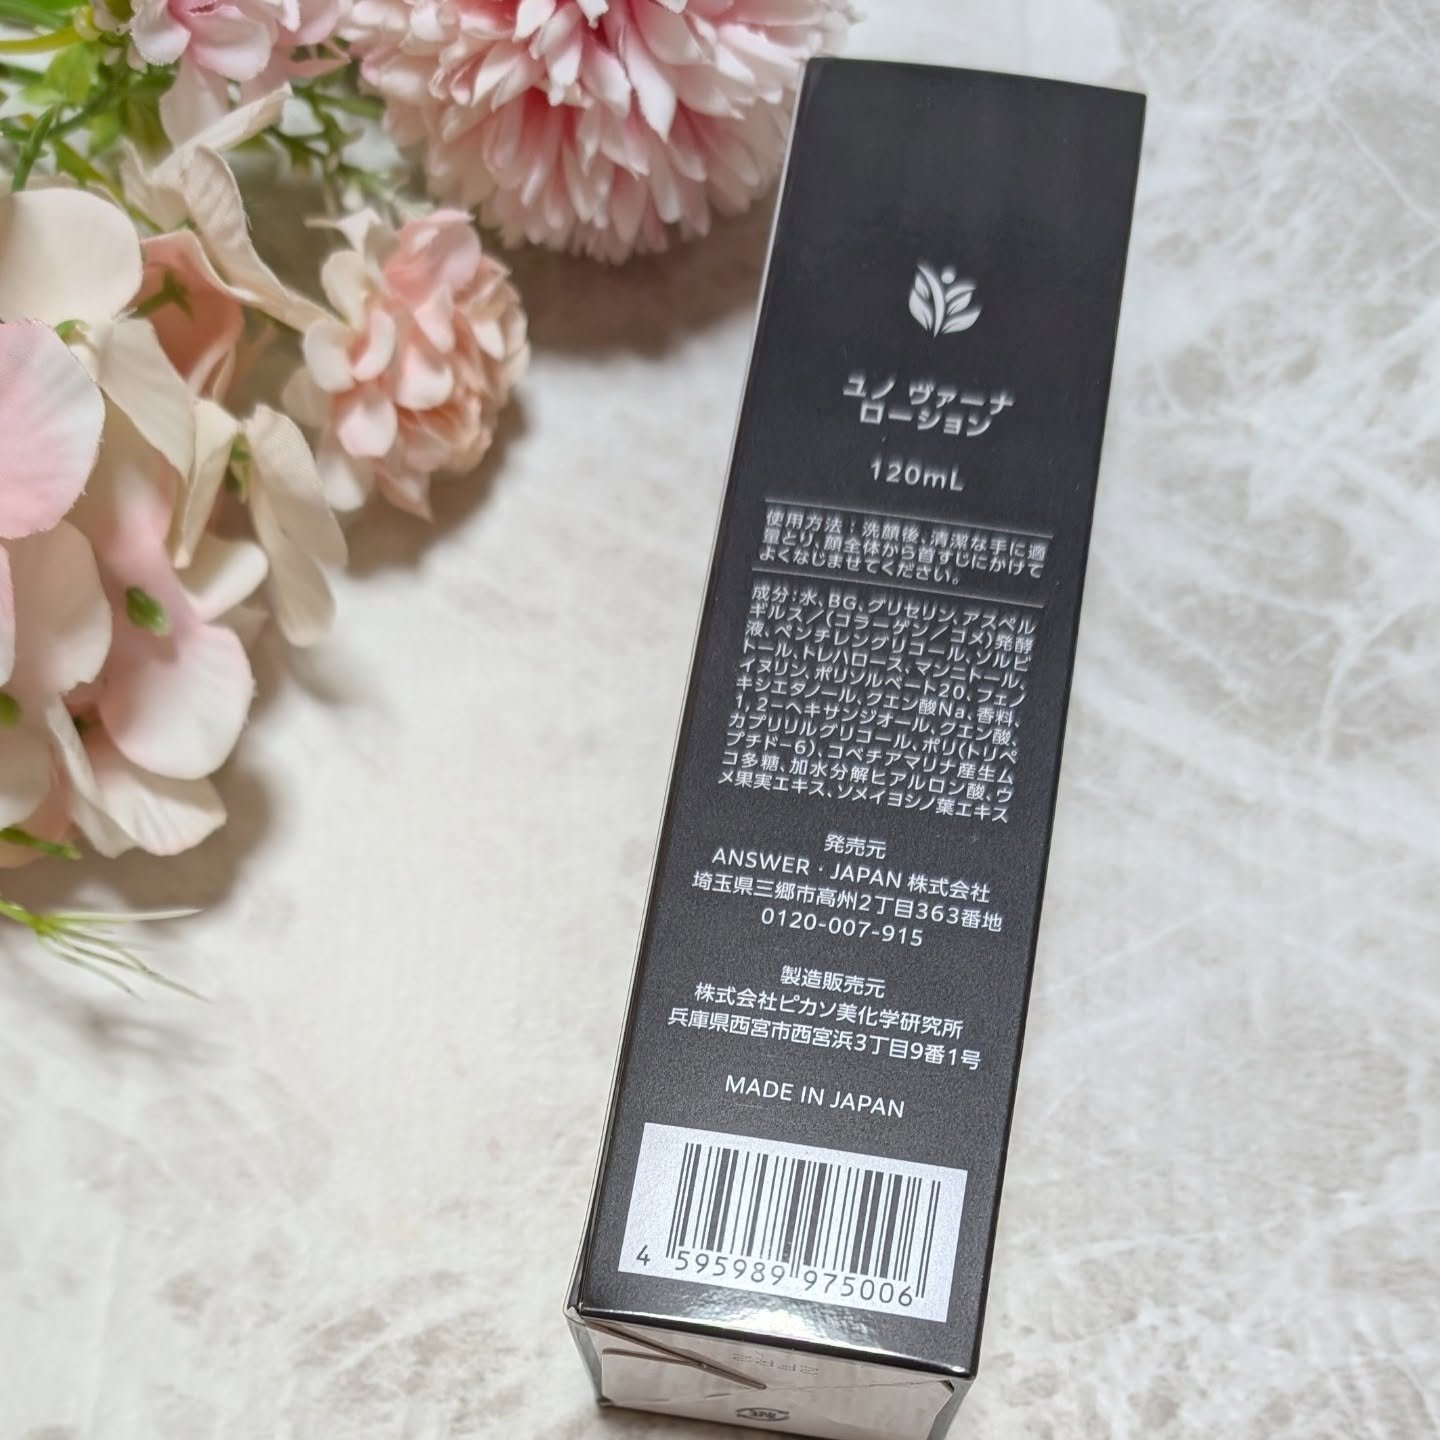 ユノ ヴァーナ
ローション
120mL
使用方法：洗顔後、清潔な手に適
量とり、顔全体から首すじにかけて
よくなじませてください。
成分：水、BG、グリセリン、アスペル
ギルス／(コラーゲン／コメ)発酵
液、ペンチレングリコール、ソルビ
トール、トレハロース、マンニトール、
イヌリン、ポリソルベート20、フェノ
キシエタノール、クエン酸Na、香料、
1,2-ヘキサンジオール、クエン酸、
カプリリルグリコール、ポリ(トリペ
プチド-6)、コベチアマリナ産生ム
コ多糖、加水分解ヒアルロン酸、ウ
メ果実エキス、ソメイヨシノ葉エキス
発売元
ANSWER・JAPAN 株式会社
埼玉県三郷市高州2丁目363番地
0120-007-915
製造販売元
株式会社ピカソ美化学研究所
兵庫県西宮市西宮浜3丁目9番1号
MADE IN JAPAN
4 595989 975006